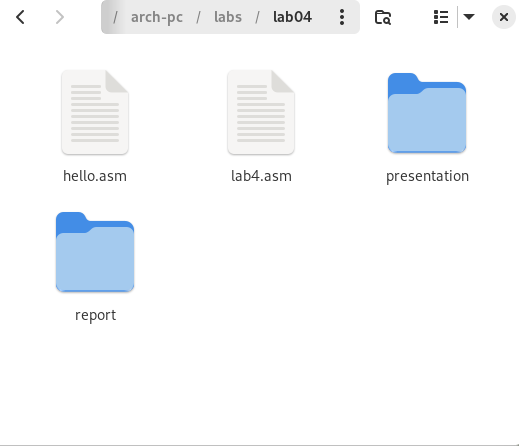 / arch-pc / labs / lab04
hello.asm
lab4.asm
presentation
report